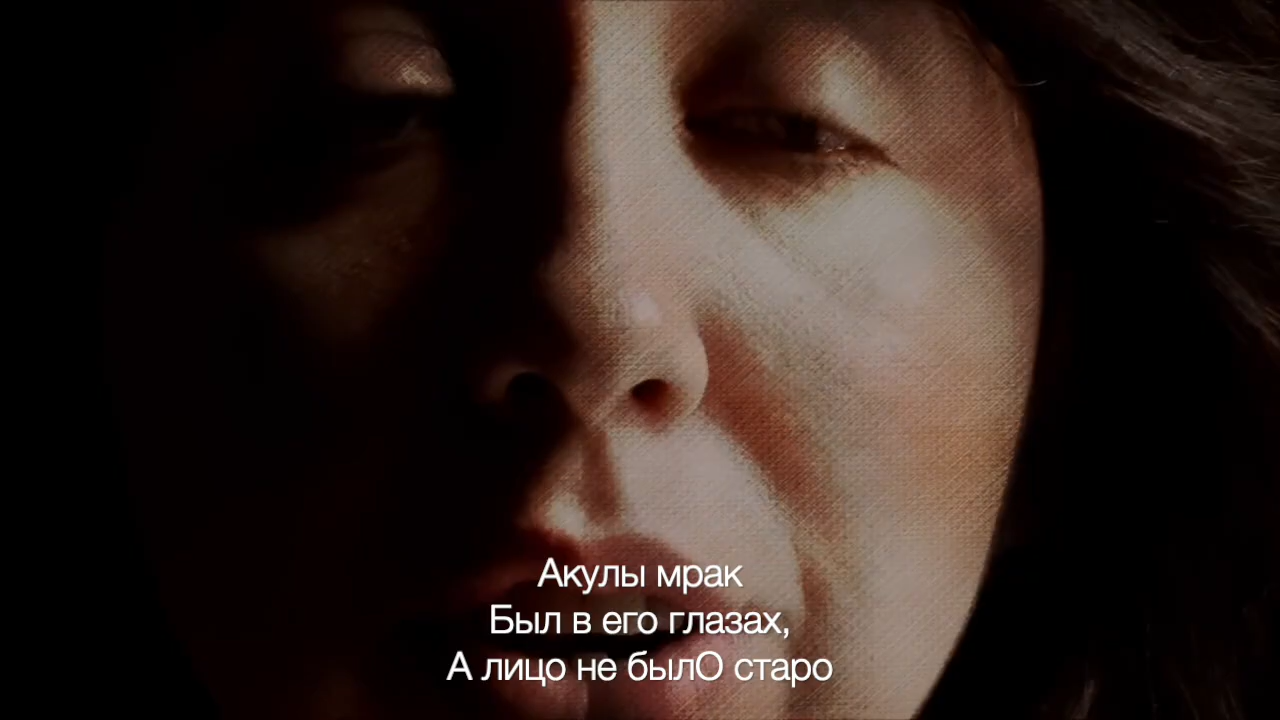 Акулы мрак
Был в его глазах,
А лицо не былО старо